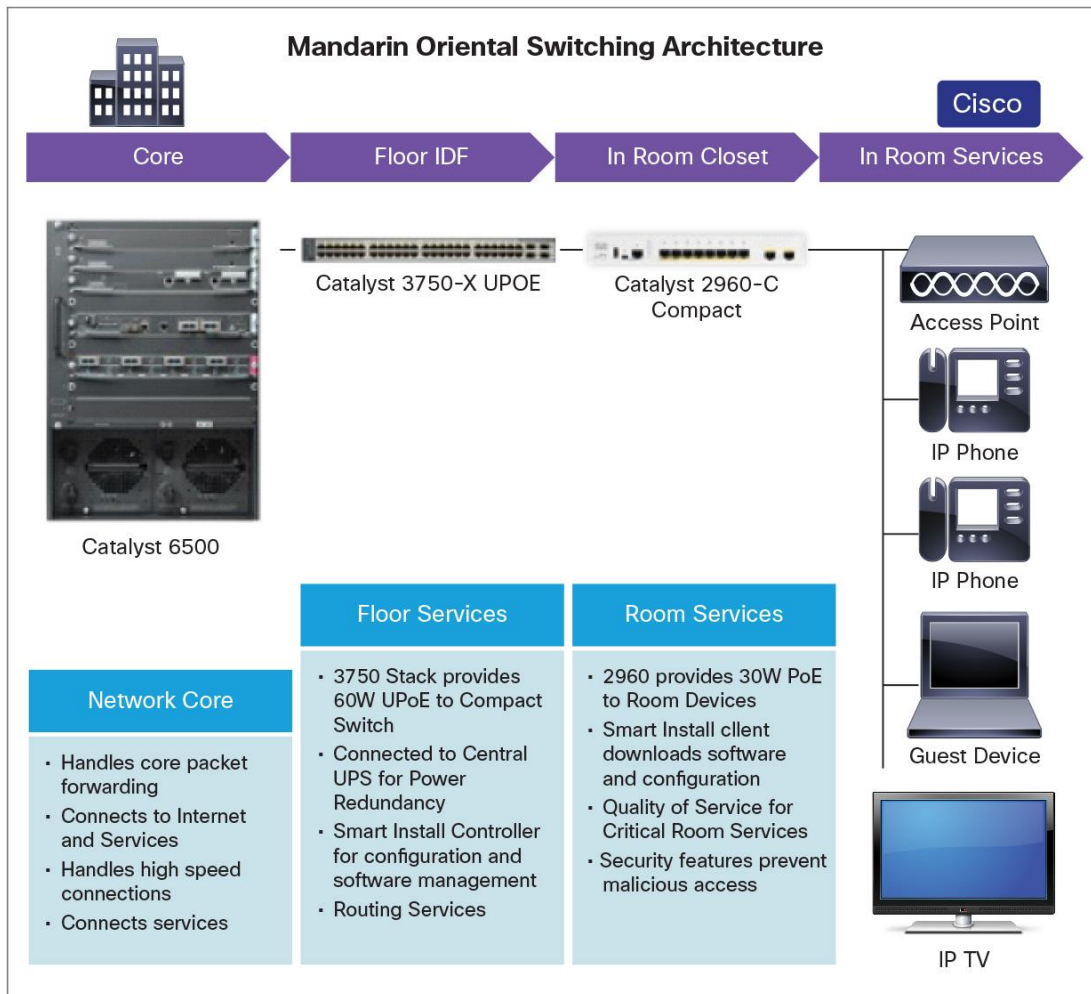 Mandarin Oriental Switching Architecture
Cisco
Core
Floor IDF
In Room Closet
In Room Services
Catalyst 6500
Catalyst 3750-X UPOE
Catalyst 2960-C
Compact
Access Point
IP Phone
IP Phone
Guest Device
IP TV
Network Core
· Handles core packet
forwarding
· Connects to Internet
and Services
· Handles high speed
connections
· Connects services
Floor Services
· 3750 Stack provides
60W UPoE to Compact
Switch
· Connected to Central
UPS for Power
Redundancy
· Smart Install Controller
for configuration and
software management
· Routing Services
Room Services
· 2960 provides 30W PoE
to Room Devices
· Smart Install cllent
downloads software
and configuration
· Quality of Service for
Critical Room Services
· Security features prevent
malicious access